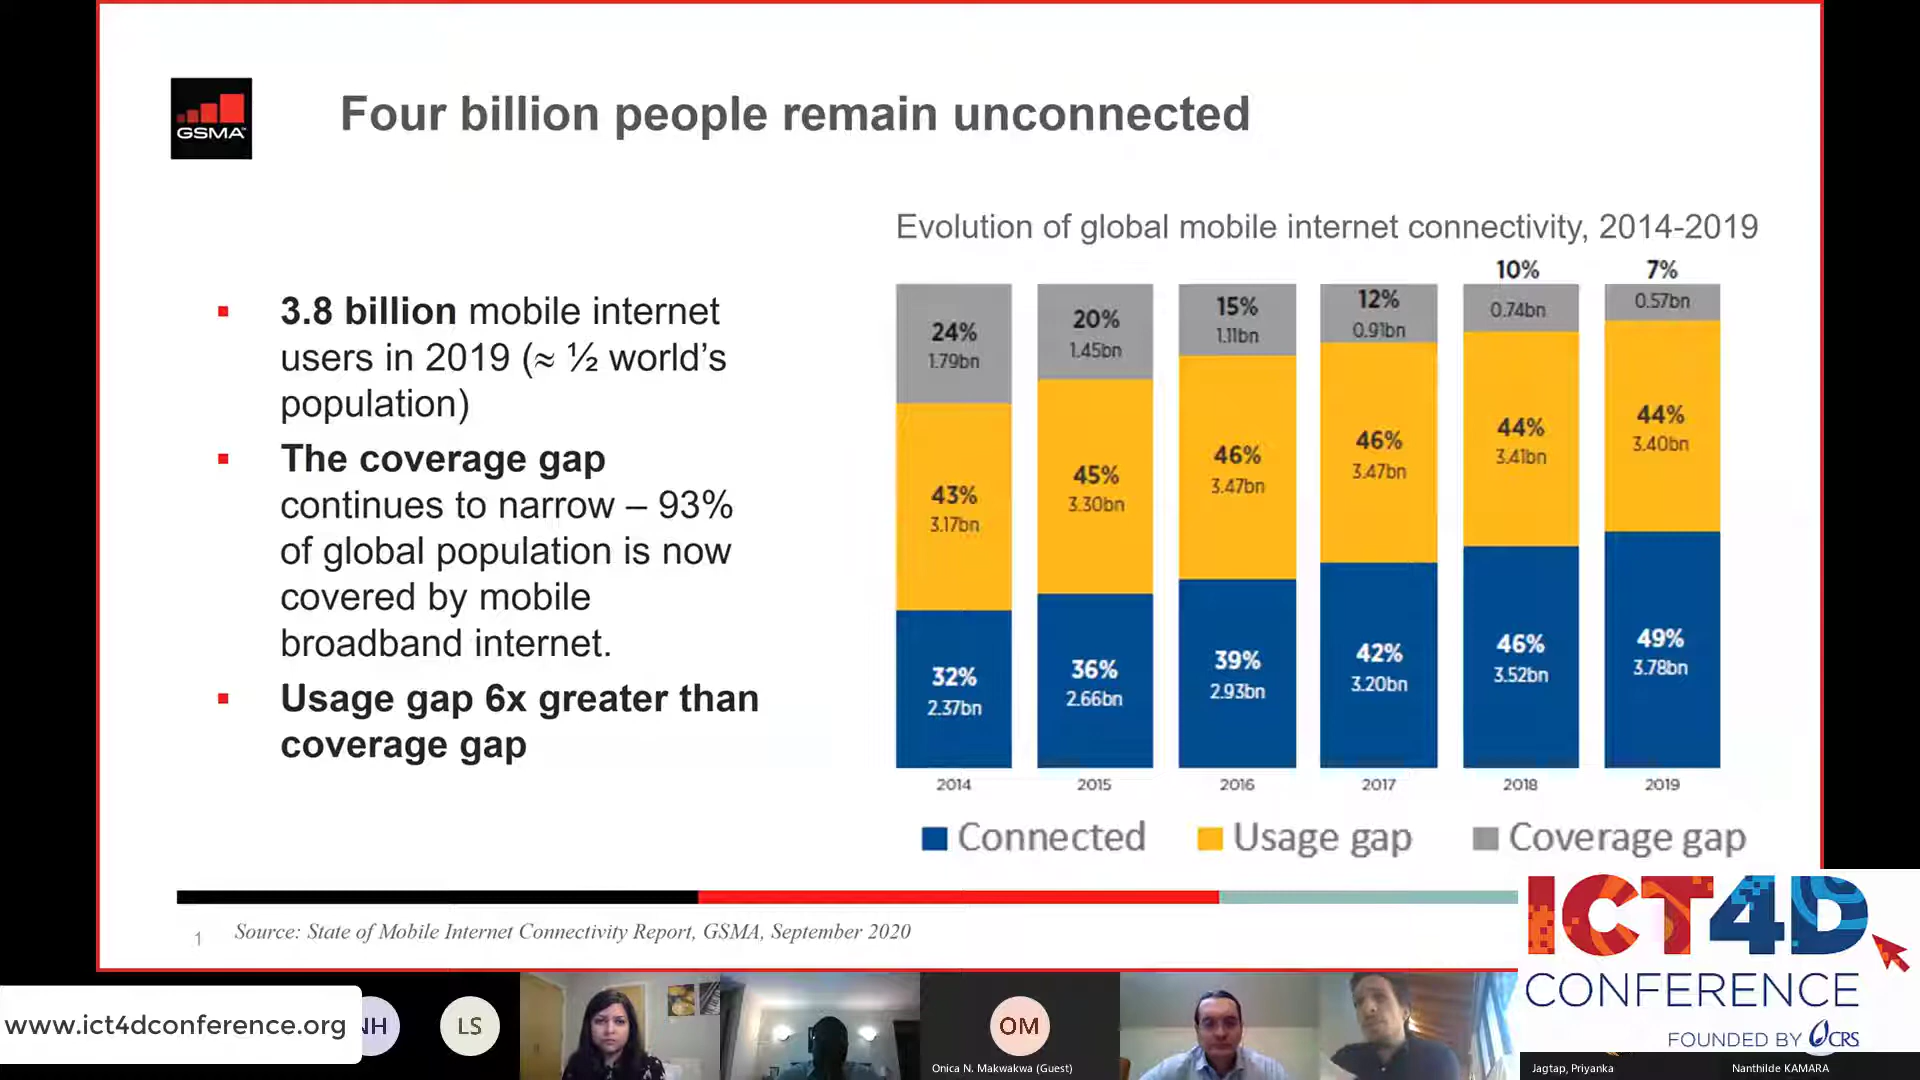 GSMA
Four billion people remain unconnected
Evolution of global mobile internet connectivity, 2014-2019
▪ 3.8 billion mobile internet
users in 2019 (≈ ½ world’s
population)
▪ The coverage gap
continues to narrow – 93%
of global population is now
covered by mobile
broadband internet.
▪ Usage gap 6x greater than
coverage gap
10% 7%
24% 20% 15% 12% 0.74bn 0.57bn
1.79bn 1.45bn 1.11bn 0.91bn
43% 45% 46% 46% 44% 44%
3.17bn 3.30bn 3.47bn 3.47bn 3.41bn 3.40bn
32% 36% 39% 42% 46% 49%
2.37bn 2.66bn 2.93bn 3.20bn 3.52bn 3.78bn
2014 2015 2016 2017 2018 2019
Connected Usage gap Coverage gap
1 Source: State of Mobile Internet Connectivity Report, GSMA, September 2020
ICT4D
CONFERENCE
FOUNDED BY CRS
www.ict4dconference.org NH LS OM
Onica N. Makwakwa (Guest) Jagtap, Priyanka Nanthilde KAMARA